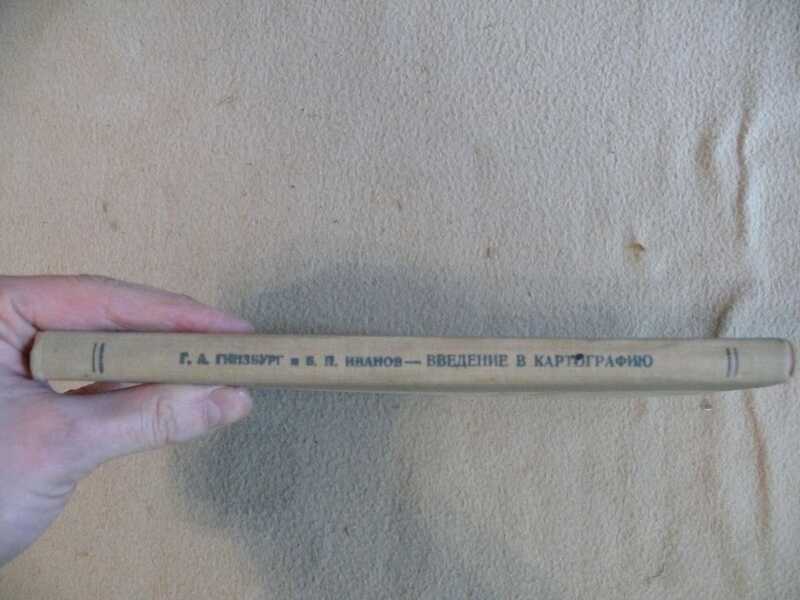 Г. А. ГИНЗБУРГ и Б. П. ИВАНОВ — ВВЕДЕНИЕ В КАРТОГРАФИЮ